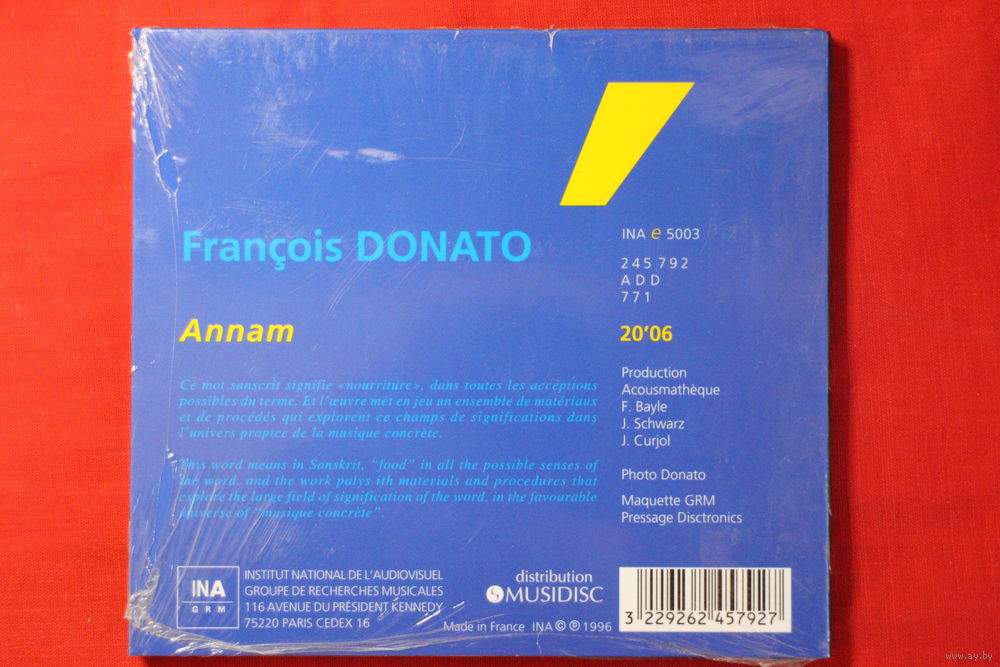 François DONATO
Annam
Ce mot sanscrit signifie «nourriture», dans toutes les acceptions
possibles du terme. Et l'œuvre met en jeu un ensemble de matériaux
et de procédés qui explorent ce champs de significations dans
l'univers propice de la musique concrète.
This word means in Sanskrit, "food" in all the possible senses of
the word, and the work palys ith materials and procedures that
explore the large field of signification of the word, in the favourable
universe of "musique concrète".
INA e 5003
245 792
A D D
771
20'06
Production
Acousmathèque
F. Bayle
J. Schwarz
J. Curjol
Photo Donato
Maquette GRM
Pressage Disctronics
INA
G R M
INSTITUT NATIONAL DE L'AUDIOVISUEL
GROUPE DE RECHERCHES MUSICALES
116 AVENUE DU PRÉSIDENT KENNEDY
75220 PARIS CEDEX 16
distribution
MUSIDISC
Made in France INA © ℗ 1996
3 229262 457927
www.ay.by